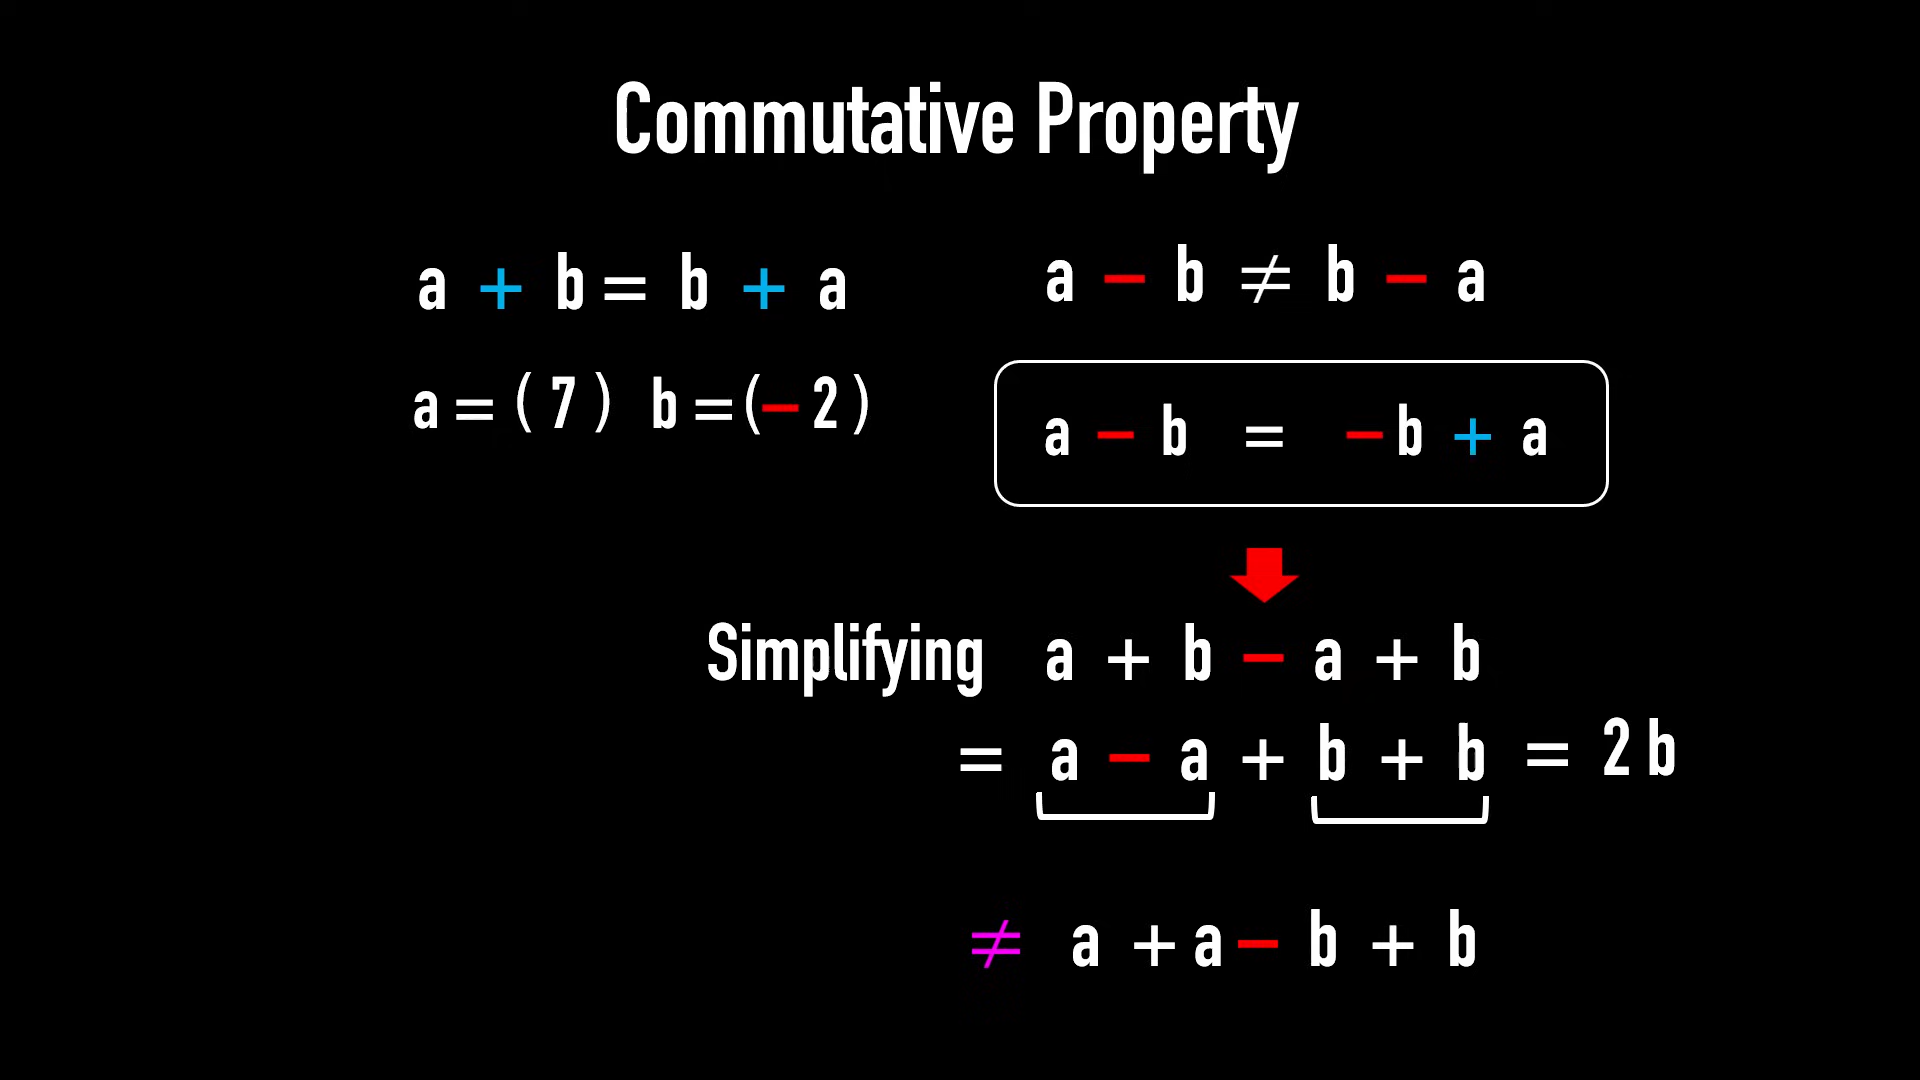 Commutative Property
a + b = b + a
a = ( 7 ) b = ( − 2 )
a − b ≠ b − a
a − b = − b + a
Simplifying a + b − a + b
= a − a + b + b = 2 b
≠ a + a − b + b